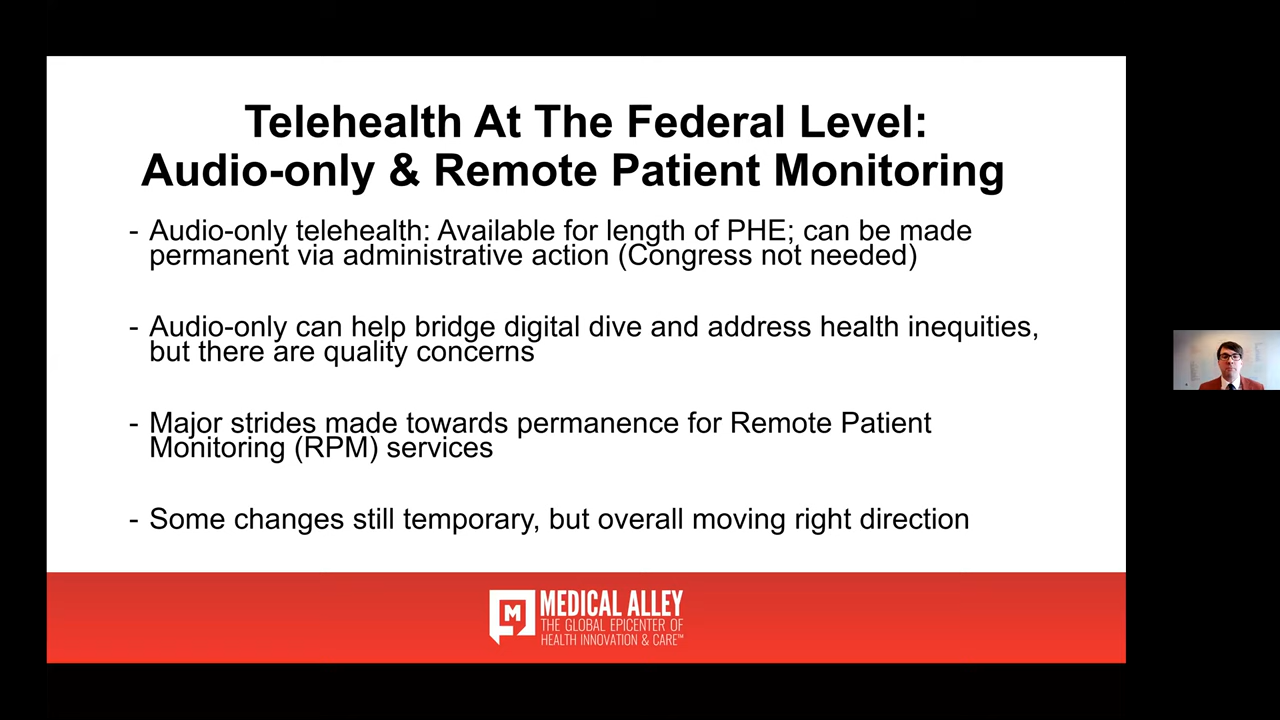 Telehealth At The Federal Level:
Audio-only & Remote Patient Monitoring
- Audio-only telehealth: Available for length of PHE; can be made
permanent via administrative action (Congress not needed)
- Audio-only can help bridge digital dive and address health inequities,
but there are quality concerns
- Major strides made towards permanence for Remote Patient
Monitoring (RPM) services
- Some changes still temporary, but overall moving right direction
M
MEDICAL ALLEY
THE GLOBAL EPICENTER OF
HEALTH INNOVATION & CARE™